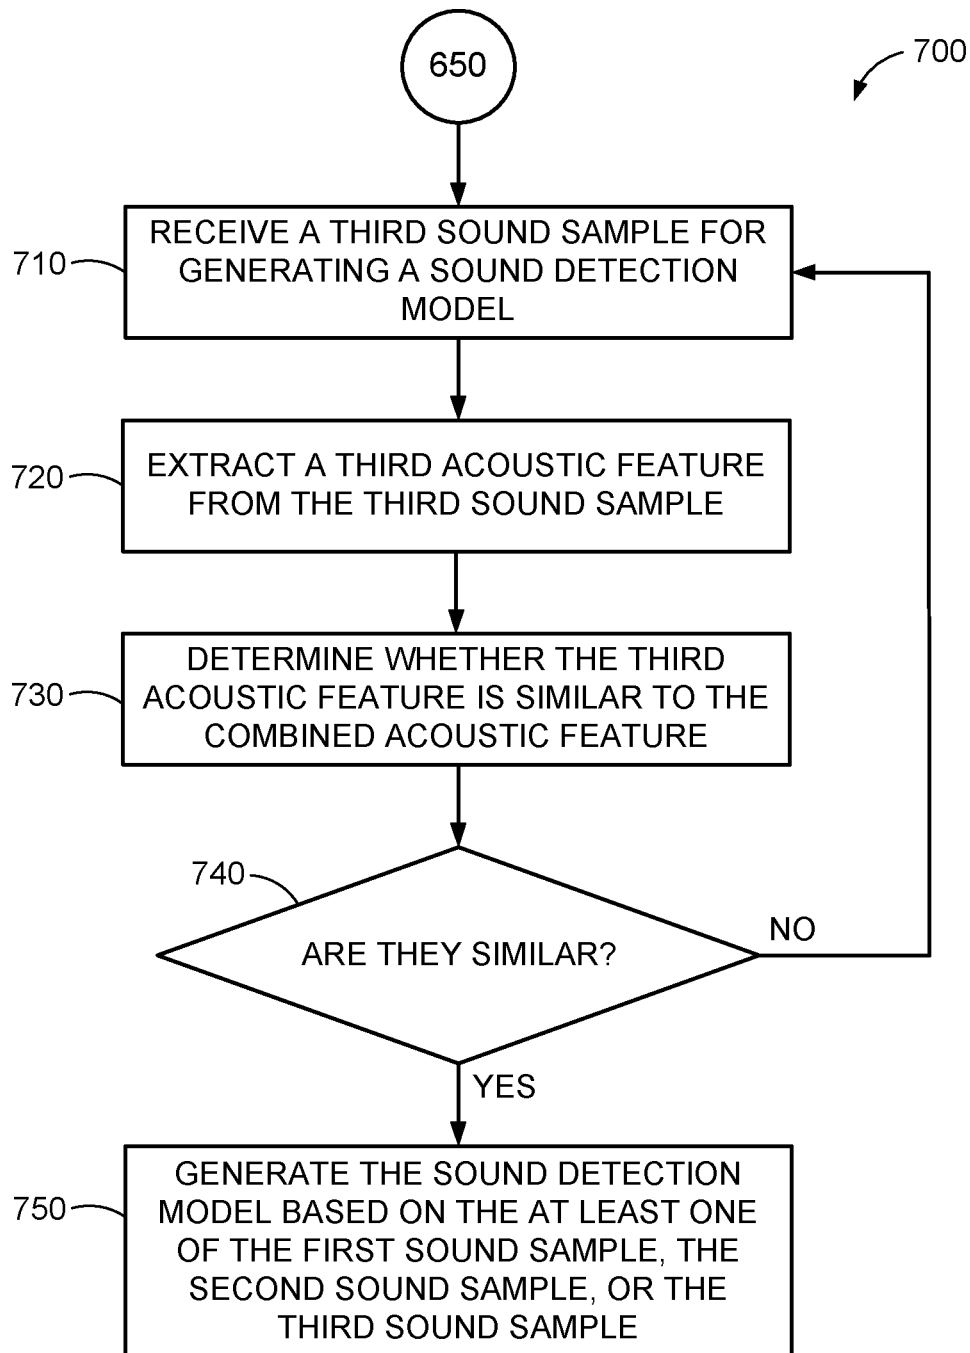 650
700
710
RECEIVE A THIRD SOUND SAMPLE FOR
GENERATING A SOUND DETECTION
MODEL
720
EXTRACT A THIRD ACOUSTIC FEATURE
FROM THE THIRD SOUND SAMPLE
730
DETERMINE WHETHER THE THIRD
ACOUSTIC FEATURE IS SIMILAR TO THE
COMBINED ACOUSTIC FEATURE
740
ARE THEY SIMILAR?
NO
YES
750
GENERATE THE SOUND DETECTION
MODEL BASED ON THE AT LEAST ONE
OF THE FIRST SOUND SAMPLE, THE
SECOND SOUND SAMPLE, OR THE
THIRD SOUND SAMPLE